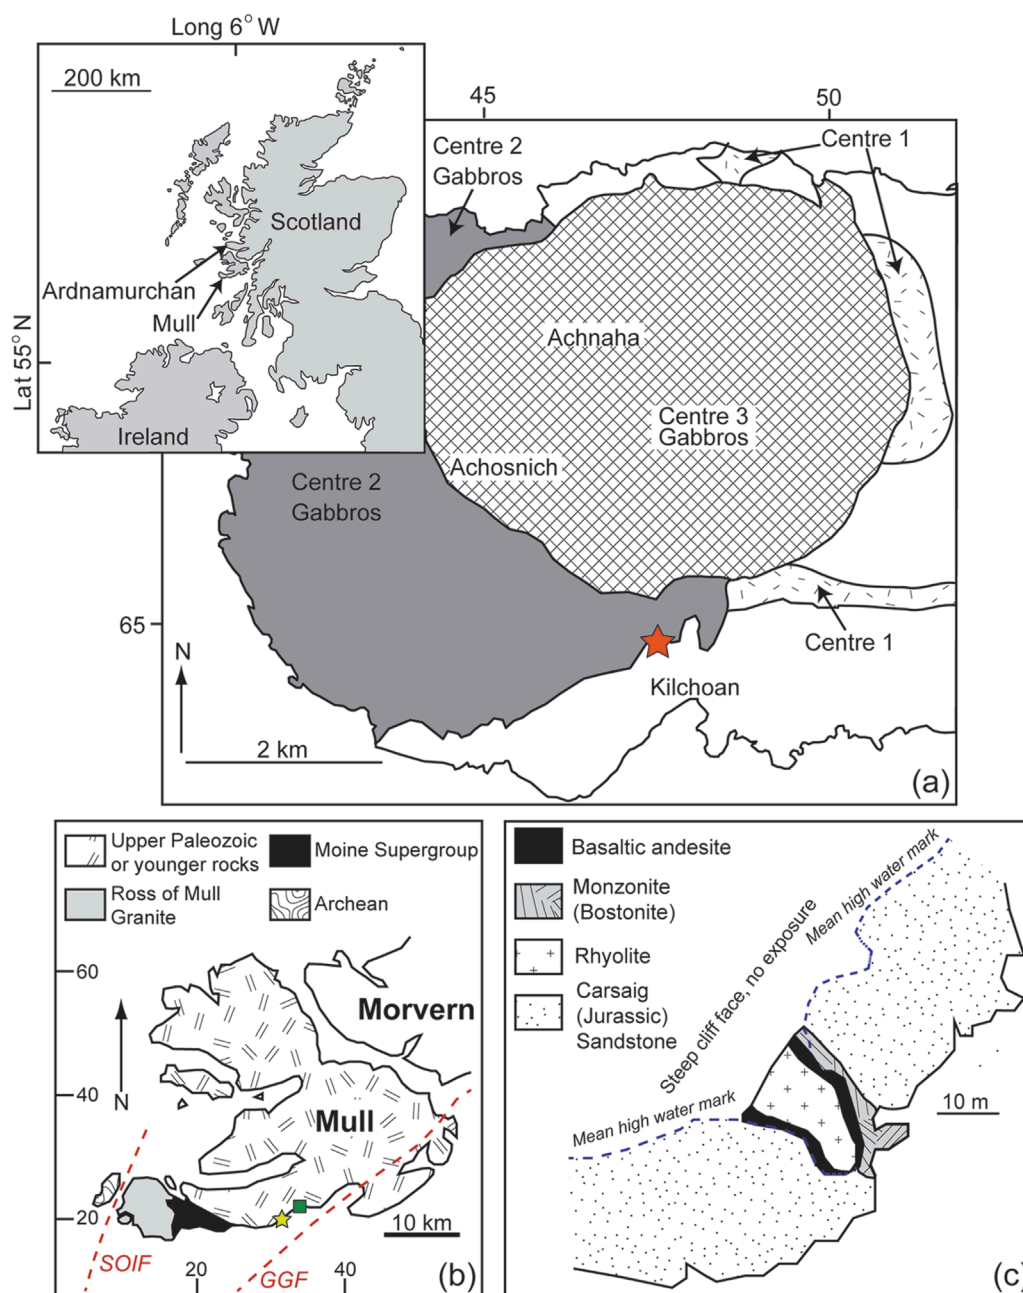 Long 6° W
200 km
Scotland
Ardnamurchan
Mull
Lat 55° N
Ireland
45
50
Centre 2
Gabbros
Centre 1
Achnaha
Centre 3
Gabbros
Achosnich
Centre 2
Gabbros
65
N
Centre 1
Kilchoan
2 km
(a)
Upper Paleozoic
or younger rocks
Moine Supergroup
Ross of Mull
Granite
Archean
60
Morvern
40
N
Mull
20
10 km
SOIF
20
GGF
40
(b)
Basaltic andesite
Monzonite
(Bostonite)
Rhyolite
Carsaig
(Jurassic)
Sandstone
Mean high water mark
Steep cliff face, no exposure
Mean high water mark
10 m
(c)